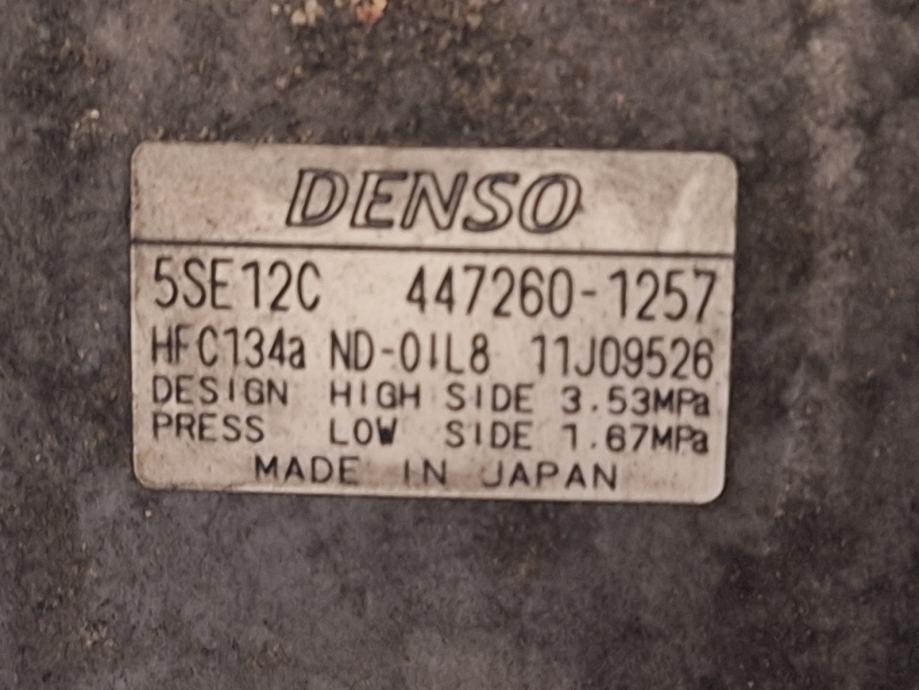 DENSO
5SE12C 447260-1257
HFC134a ND-OIL8 11J09526
DESIGN HIGH SIDE 3.53MPa
PRESS LOW SIDE 1.67MPa
MADE IN JAPAN